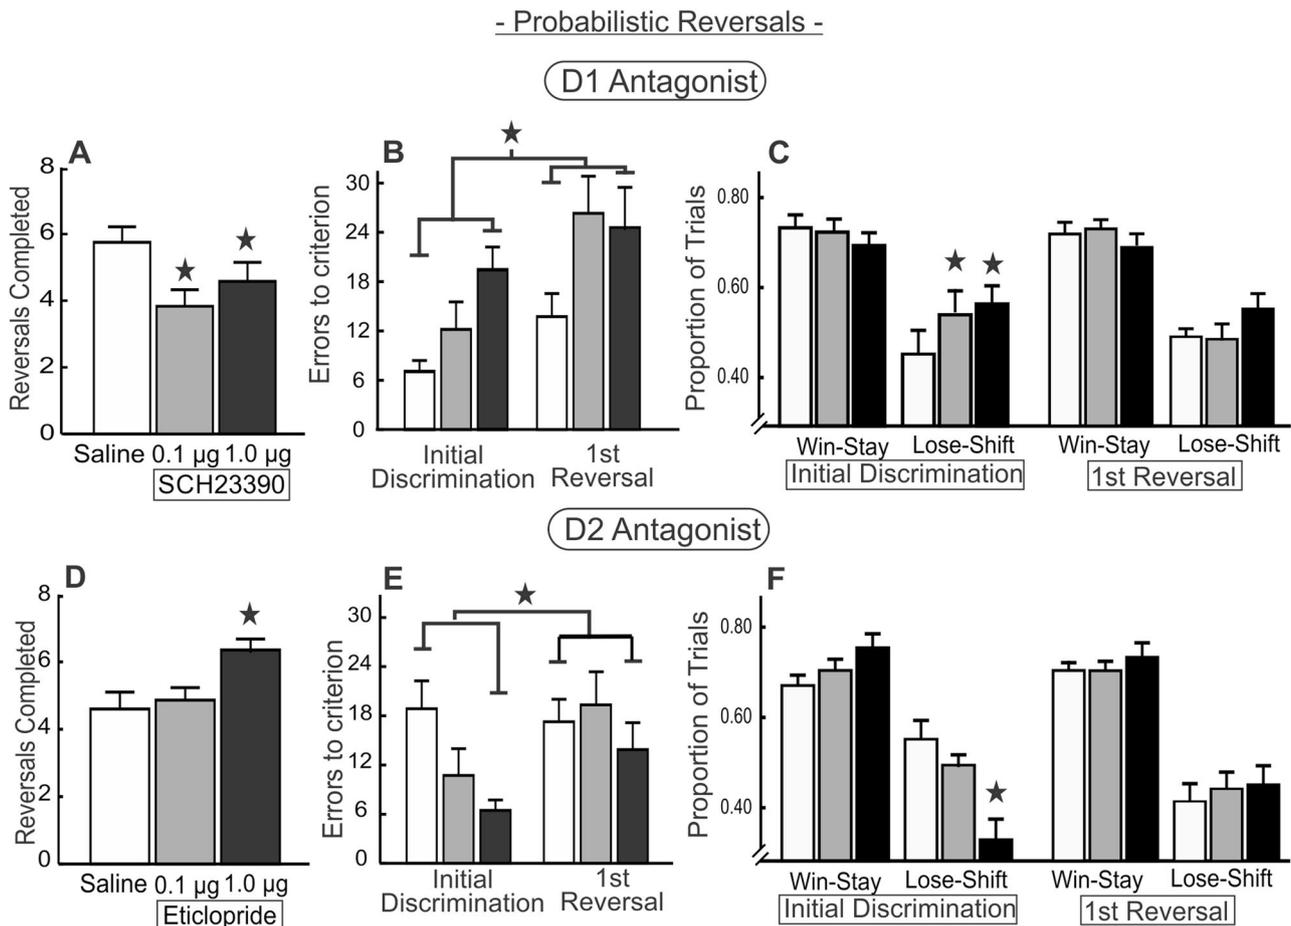 - Probabilistic Reversals -
D1 Antagonist
A
Reversals Completed
8
6
4
2
0
Saline 0.1 µg 1.0 µg
SCH23390
B
Errors to criterion
30
24
18
12
6
0
Initial
Discrimination
1st
Reversal
C
Proportion of Trials
0.80
0.60
0.40
Win-Stay Lose-Shift Win-Stay Lose-Shift
Initial Discrimination 1st Reversal
D2 Antagonist
D
Reversals Completed
8
6
4
2
0
Saline 0.1 µg 1.0 µg
Eticlopride
E
Errors to criterion
30
24
18
12
6
0
Initial
Discrimination
1st
Reversal
F
Proportion of Trials
0.80
0.60
0.40
Win-Stay Lose-Shift Win-Stay Lose-Shift
Initial Discrimination 1st Reversal